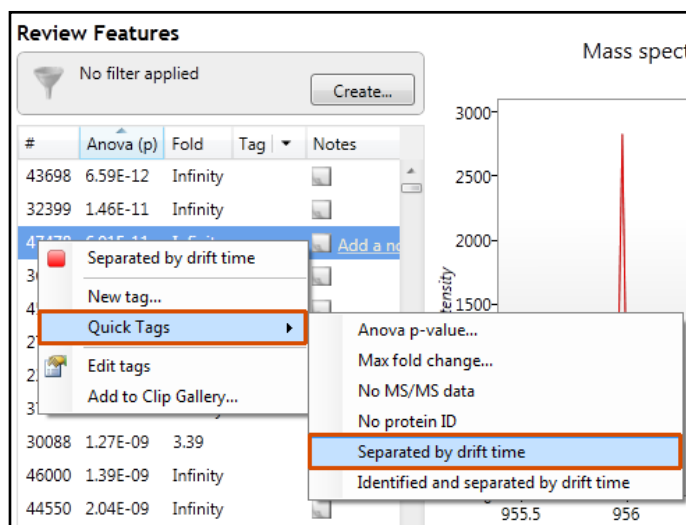 Review Features
No filter applied
Create...
Mass spect
# Anova (p) Fold Tag Notes
43698 6.59E-12 Infinity
32399 1.46E-11 Infinity
Add a no
Separated by drift time
New tag...
Quick Tags
Edit tags
Add to Clip Gallery...
Anova p-value...
Max fold change...
No MS/MS data
No protein ID
Separated by drift time
Identified and separated by drift time
30088 1.27E-09 3.39
46000 1.39E-09 Infinity
44550 2.04E-09 Infinity
3000
2500
2000
1500
955.5 956